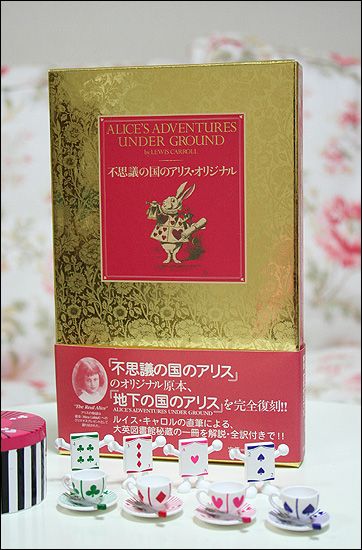 ALICE'S ADVENTURES
UNDER GROUND
by LEWIS CARROLL
不思議の国のアリス・オリジナル
「不思議の国のアリス」
のオリジナル原本、
「地下の国のアリス」を完全復刻!!
ALICE'S ADVENTURES UNDER GROUND
ルイス・キャロルの直筆による、
大英図書館秘蔵の一冊を解説・全訳付きで!!
"The Real Alice"